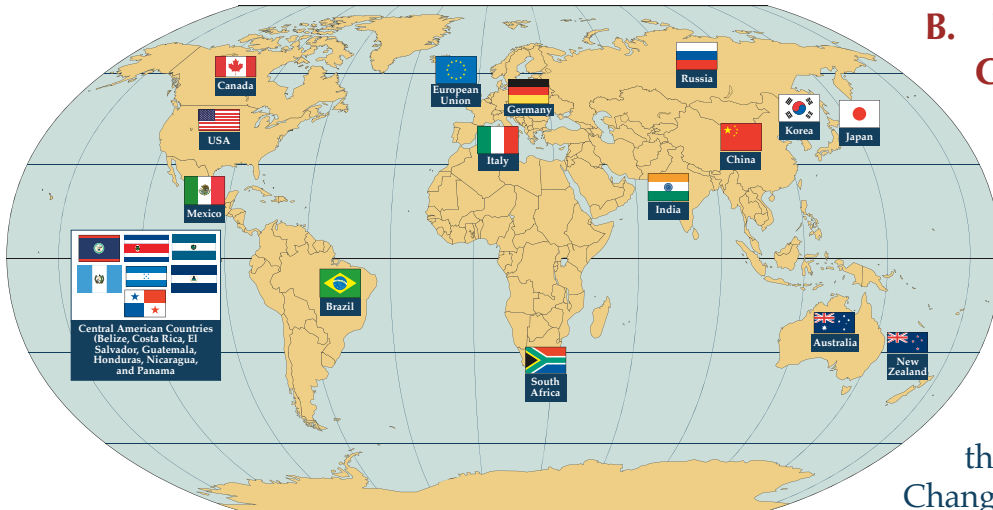 B.
C
Canada
USA
Mexico
European
Union
Germany
Italy
Russia
China
Korea
Japan
India
Central American Countries
(Belize, Costa Rica, El
Salvador, Guatemala,
Honduras, Nicaragua,
and Panama
Brazil
South
Africa
Australia
New
Zealand
th
Chang